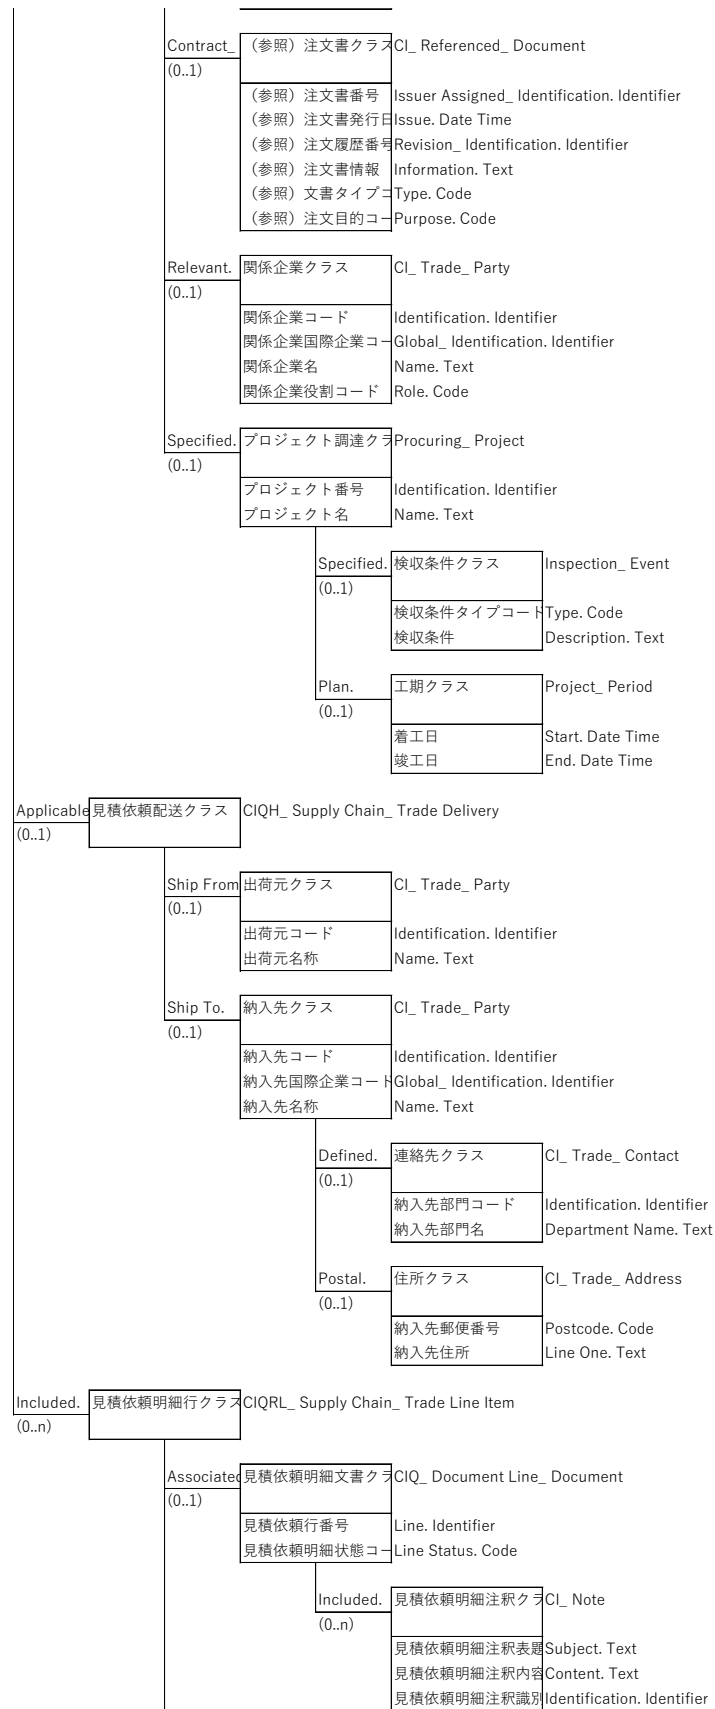 Contract_ （参照）注文書クラス CI_ Referenced_ Document
(0..1)
（参照）注文書番号 Issuer Assigned_ Identification. Identifier
（参照）注文書発行日 Issue. Date Time
（参照）注文履歴番号 Revision_ Identification. Identifier
（参照）注文書情報 Information. Text
（参照）文書タイプコ Type. Code
（参照）注文目的コー Purpose. Code
Relevant. 関係企業クラス CI_ Trade_ Party
(0..1)
関係企業コード Identification. Identifier
関係企業国際企業コー Global_ Identification. Identifier
関係企業名 Name. Text
関係企業役割コード Role. Code
Specified. プロジェクト調達クラ Procuring_ Project
(0..1)
プロジェクト番号 Identification. Identifier
プロジェクト名 Name. Text
Specified. 検収条件クラス Inspection_ Event
(0..1)
検収条件タイプコード Type. Code
検収条件 Description. Text
Plan. 工期クラス Project_ Period
(0..1)
着工日 Start. Date Time
竣工日 End. Date Time
Applicable 見積依頼配送クラス CIQH_ Supply Chain_ Trade Delivery
(0..1)
Ship From 出荷元クラス CI_ Trade_ Party
(0..1)
出荷元コード Identification. Identifier
出荷元名称 Name. Text
Ship To. 納入先クラス CI_ Trade_ Party
(0..1)
納入先コード Identification. Identifier
納入先国際企業コード Global_ Identification. Identifier
納入先名称 Name. Text
Defined. 連絡先クラス CI_ Trade_ Contact
(0..1)
納入先部門コード Identification. Identifier
納入先部門名 Department Name. Text
Postal. 住所クラス CI_ Trade_ Address
(0..1)
納入先郵便番号 Postcode. Code
納入先住所 Line One. Text
Included. 見積依頼明細行クラス CIQRL_ Supply Chain_ Trade Line Item
(0..n)
Associated 見積依頼明細文書クラ CIQ_ Document Line_ Document
(0..1)
見積依頼行番号 Line. Identifier
見積依頼明細状態コー Line Status. Code
Included. 見積依頼明細注釈クラ CI_ Note
(0..n)
見積依頼明細注釈表題 Subject. Text
見積依頼明細注釈内容 Content. Text
見積依頼明細注釈識別 Identification. Identifier